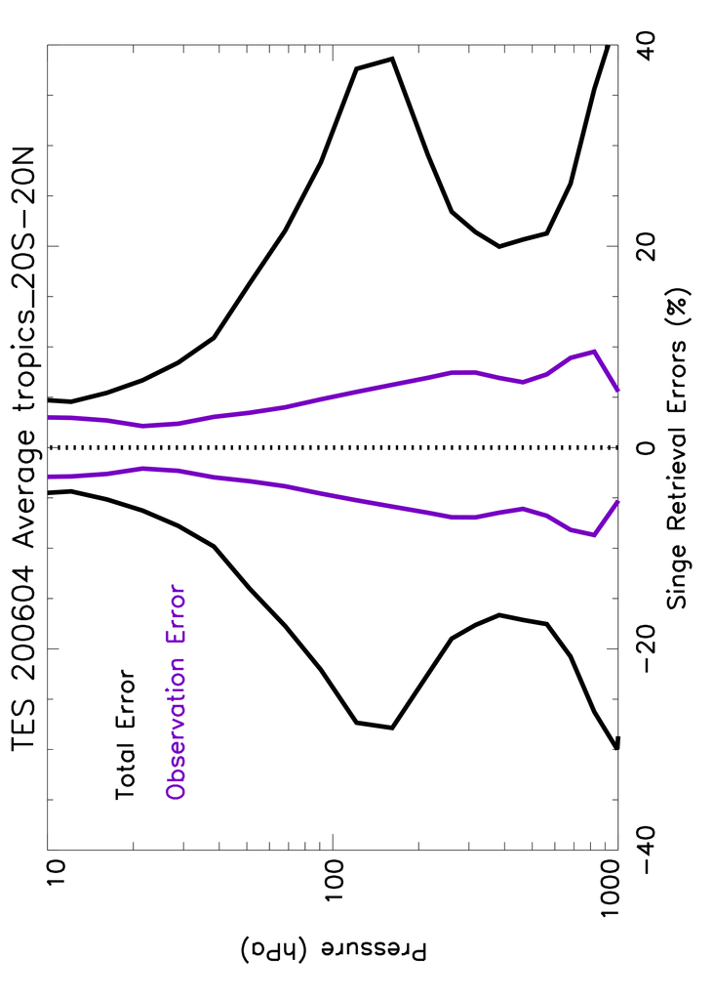 TES 200604 Average tropics_20S-20N
10
100
1000
Pressure (hPa)
Total Error
Observation Error
-40
-20
0
20
40
Singe Retrieval Errors (%)